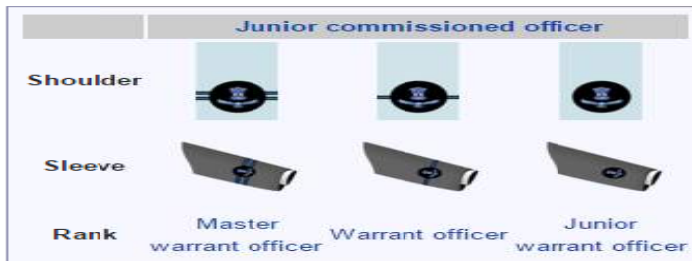 Junior commissioned officer
Shoulder
Sleeve
Rank
Master warrant officer
Warrant officer
Junior warrant officer